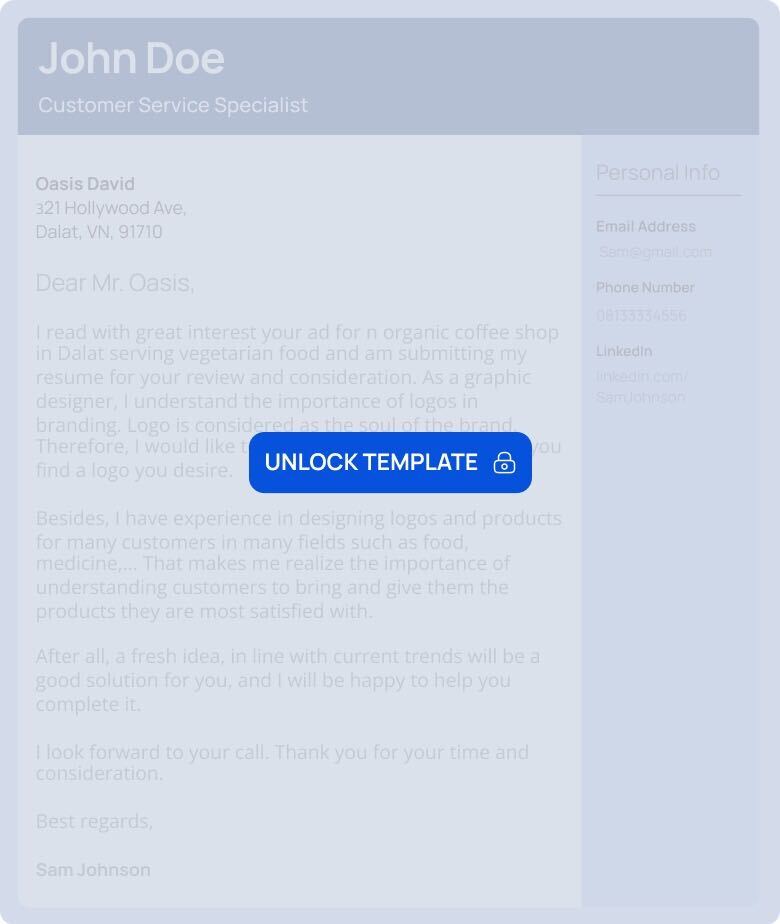 John Doe
Customer Service Specialist
Oasis David
321 Hollywood Ave,
Dalat, VN, 91710
Dear Mr. Oasis,
I read with great interest your ad for n organic coffee shop
in Dalat serving vegetarian food and am submitting my
resume for your review and consideration. As a graphic
designer, I understand the importance of logos in
branding. Logo is considered as the soul of the brand.
Therefore, I would like t you
find a logo you desire.
UNLOCK TEMPLATE
Besides, I have experience in designing logos and products
for many customers in many fields such as food,
medicine,... That makes me realize the importance of
understanding customers to bring and give them the
products they are most satisfied with.
After all, a fresh idea, in line with current trends will be a
good solution for you, and I will be happy to help you
complete it.
I look forward to your call. Thank you for your time and
consideration.
Best regards,
Sam Johnson
Personal Info
Email Address
Sam@gmail.com
Phone Number
08133334556
LinkedIn
linkedin.com/
SamJohnson